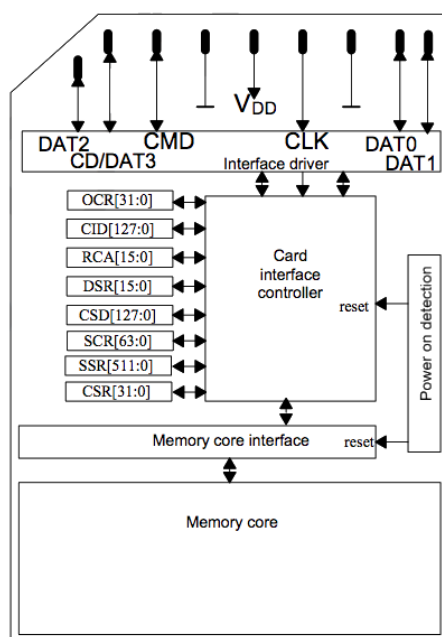 VDD
DAT2 CMD CLK DAT0
CD/DAT3 DAT1
Interface driver
OCR[31:0]
CID[127:0]
RCA[15:0]
DSR[15:0]
CSD[127:0]
SCR[63:0]
SSR[511:0]
CSR[31:0]
Card
interface
controller
reset
Power on detection
Memory core interface
reset
Memory core